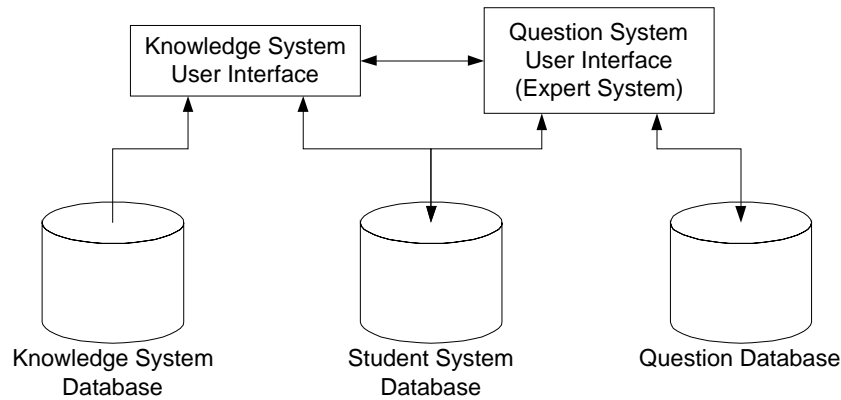 Knowledge System
User Interface
Question System
User Interface
(Expert System)
Knowledge System
Database
Student System
Database
Question Database